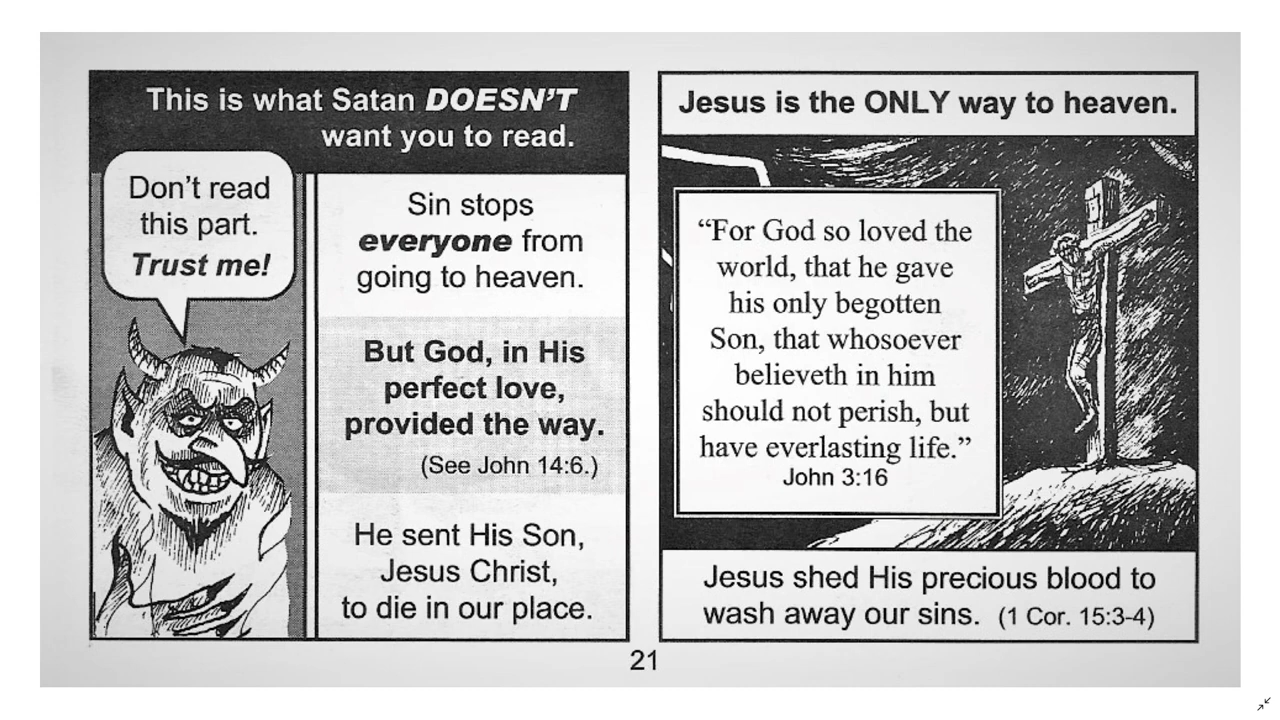 This is what Satan DOESN'T
want you to read.
Don't read
this part.
Trust me!
Sin stops
everyone from
going to heaven.
But God, in His
perfect love,
provided the way.
(See John 14:6.)
He sent His Son,
Jesus Christ,
to die in our place.
Jesus is the ONLY way to heaven.
“For God so loved the
world, that he gave
his only begotten
Son, that whosoever
believeth in him
should not perish, but
have everlasting life.”
John 3:16
Jesus shed His precious blood to
wash away our sins. (1 Cor. 15:3-4)
21